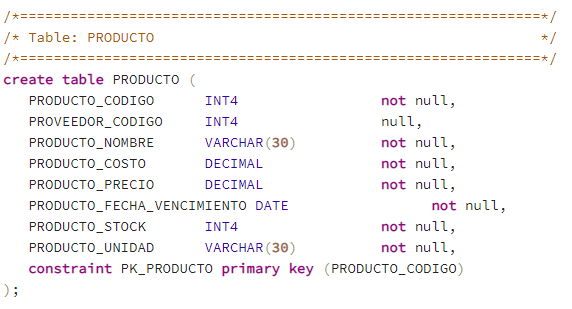 /*==============================================================*/
/* Table: PRODUCTO                                              */
/*==============================================================*/
create table PRODUCTO (
   PRODUCTO_CODIGO      INT4                 not null,
   PROVEEDOR_CODIGO     INT4                 null,
   PRODUCTO_NOMBRE      VARCHAR(30)          not null,
   PRODUCTO_COSTO       DECIMAL              not null,
   PRODUCTO_PRECIO      DECIMAL              not null,
   PRODUCTO_FECHA_VENCIMIENTO DATE                 not null,
   PRODUCTO_STOCK       INT4                 not null,
   PRODUCTO_UNIDAD      VARCHAR(30)          not null,
   constraint PK_PRODUCTO primary key (PRODUCTO_CODIGO)
);